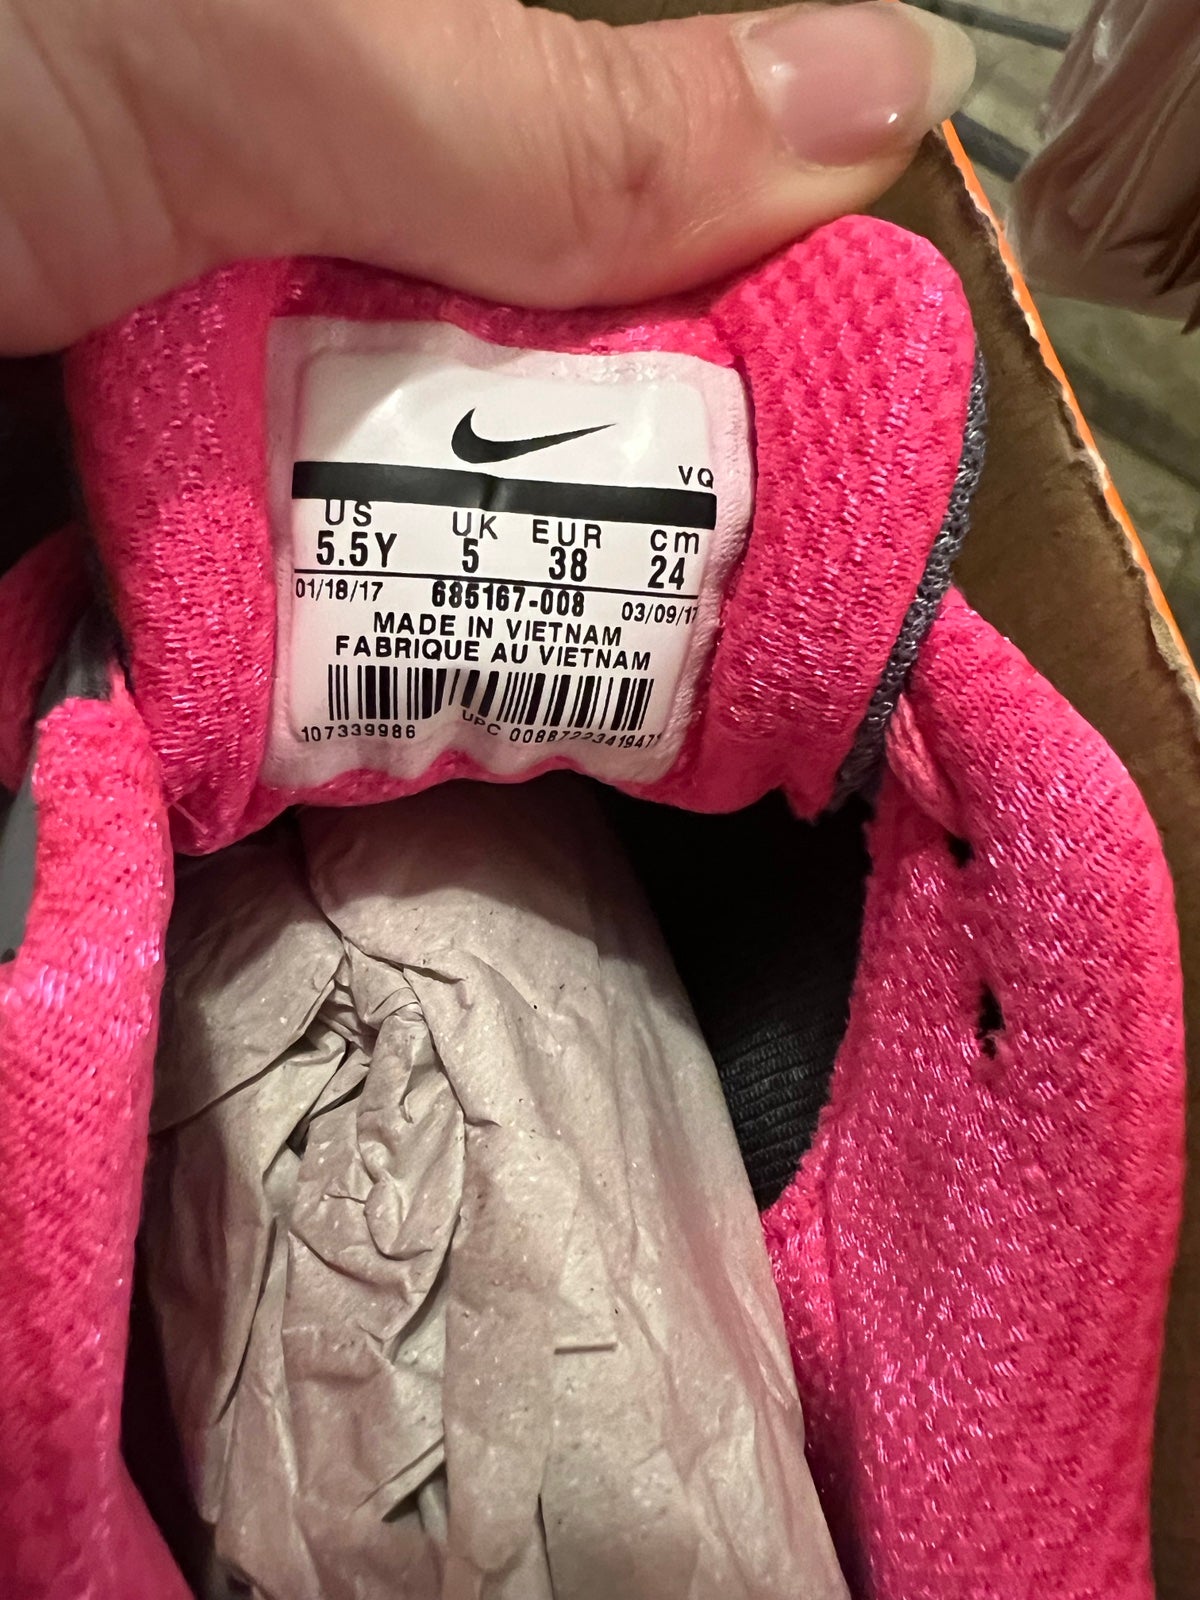 VQ
US UK EUR cm
5.5Y 5 38 24
01/18/17 685167-008 03/09/17
MADE IN VIETNAM
FABRIQUE AU VIETNAM
107339986 UPC